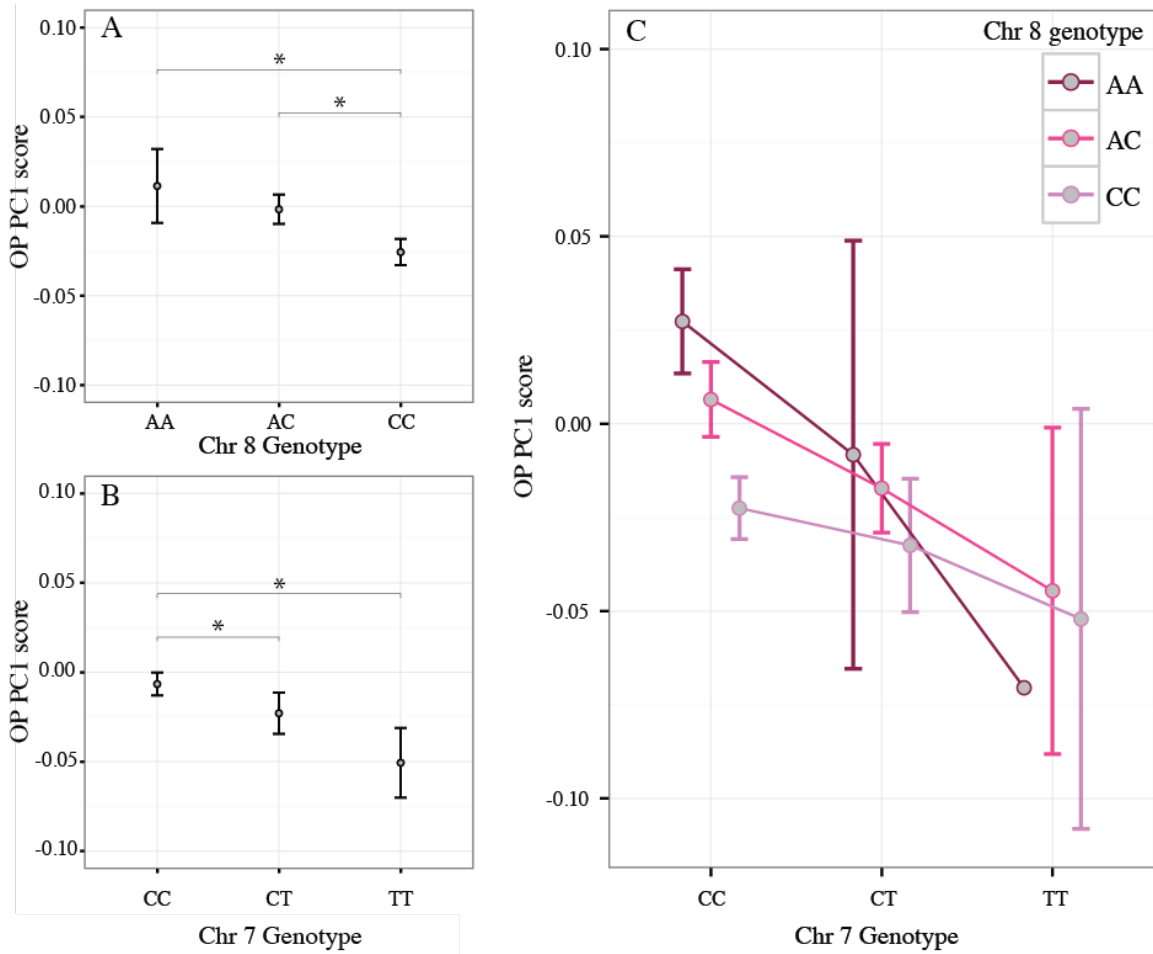 A
0.10
0.05
0.00
-0.05
-0.10
OP PC1 score
*
*
AA AC CC
Chr 8 Genotype
B
0.10
0.05
0.00
-0.05
-0.10
OP PC1 score
*
*
CC CT TT
Chr 7 Genotype
C
Chr 8 genotype
AA
AC
CC
0.10
0.05
0.00
-0.05
-0.10
OP PC1 score
CC CT TT
Chr 7 Genotype